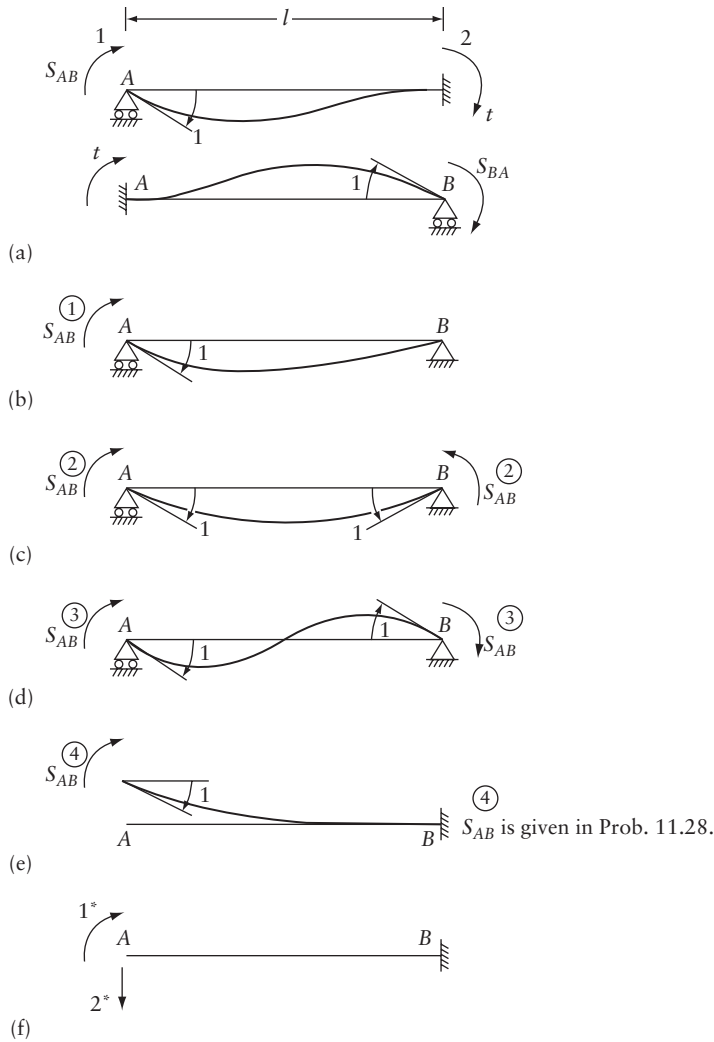 l
1 2
S_AB A
1 t
t S_BA
A 1 B
(a)
①
S_AB A B
1
(b)
② ②
S_AB A B S_AB
1 1
(c)
③ ③
S_AB A B S_AB
1 1
(d)
④
S_AB
1 ④
A B S_AB is given in Prob. 11.28.
(e)
1*
A B
2*
(f)